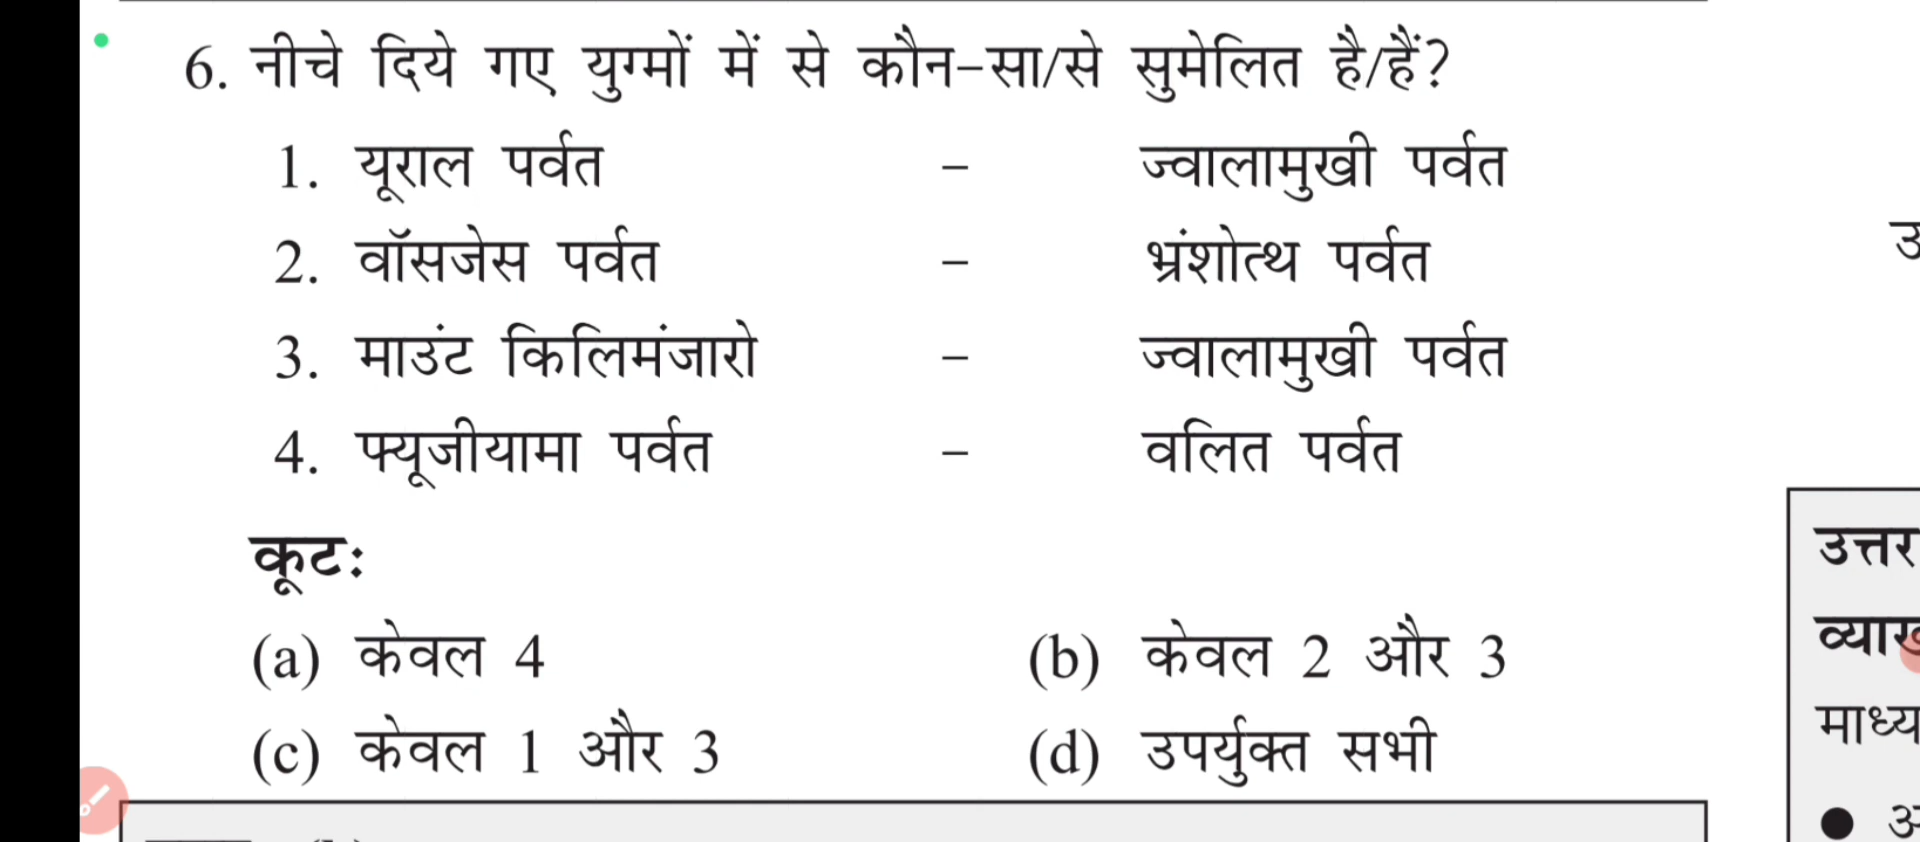 6. नीचे दिये गए युग्मों में से कौन-सा/से सुमेलित है/हैं?
1. यूराल पर्वत - ज्वालामुखी पर्वत
2. वॉसजेस पर्वत - भ्रंशोत्थ पर्वत
3. माउंट किलिमंजारो - ज्वालामुखी पर्वत
4. फ्यूजीयामा पर्वत - वलित पर्वत
कूटः
(a) केवल 4 (b) केवल 2 और 3
(c) केवल 1 और 3 (d) उपर्युक्त सभी
उत्तर